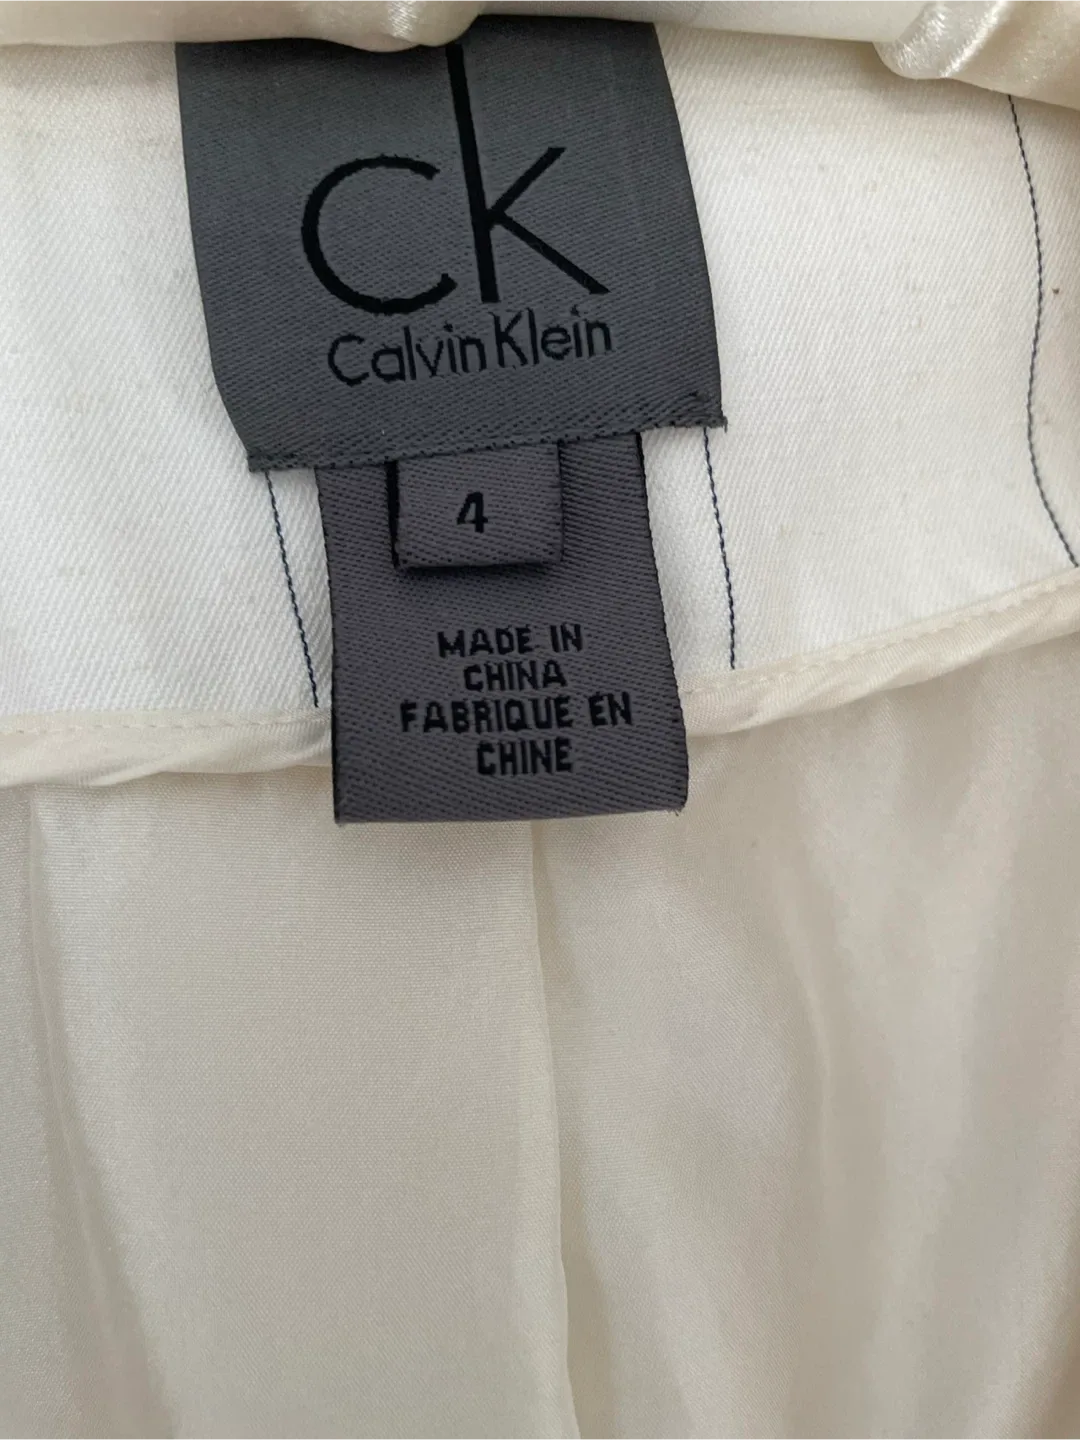 ck
Calvin Klein
4
MADE IN
CHINA
FABRIQUE EN
CHINE